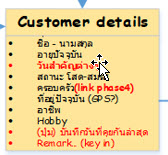 Customer details
• ชื่อ - นามสกุล
• อายุปัจจุบัน
• วันสำคัญต่างๆ
• สถานะ โสด-สมรส
• ครอบครัว(link phase4)
• ที่อยู่ปัจจุบัน (GPS?)
• อาชีพ
• Hobby
• (ปุ่ม) บันทึกวันที่คุยกันล่าสุด
Remark. (key in)